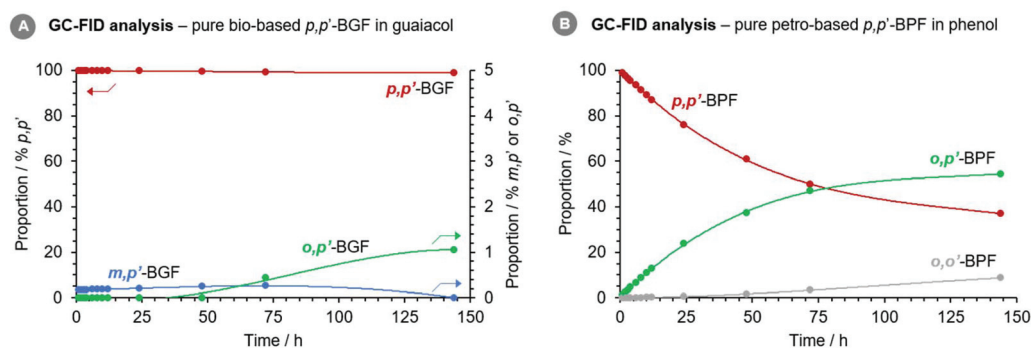 A GC-FID analysis – pure bio-based p,p'-BGF in guaiacol
100
80
60
40
20
0
Proportion / % p,p'
5
4
3
2
1
0
Proportion / % m,p' or o,p'
p,p'-BGF
o,p'-BGF
m,p'-BGF
0 25 50 75 100 125 150
Time / h
B GC-FID analysis – pure petro-based p,p'-BPF in phenol
100
80
60
40
20
0
Proportion / %
p,p'-BPF
o,p'-BPF
o,o'-BPF
0 25 50 75 100 125 150
Time / h